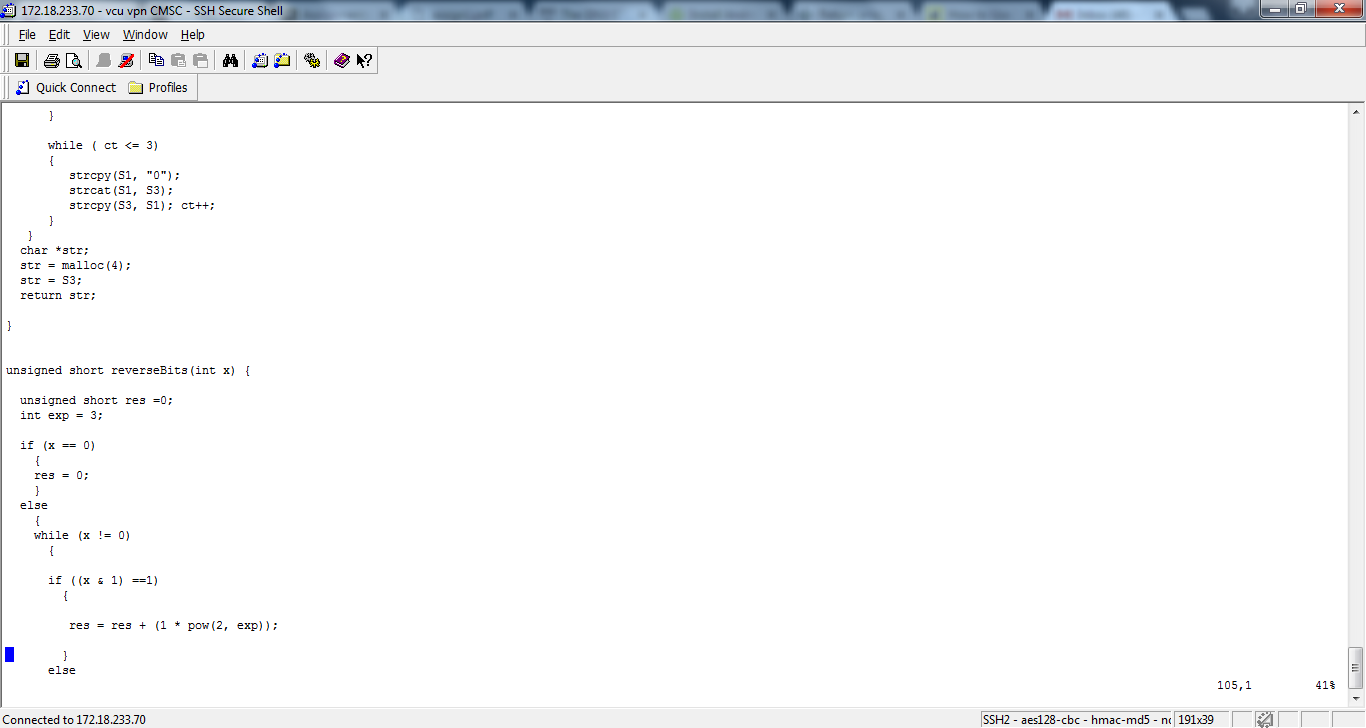 172.18.233.70 - vcu vpn CMSC - SSH Secure Shell
File Edit View Window Help
Quick Connect Profiles
}
while ( ct <= 3)
{
strcpy(S1, "0");
strcat(S1, S3);
strcpy(S3, S1); ct++;
}
}
char *str;
str = malloc(4);
str = S3;
return str;
}
unsigned short reverseBits(int x) {
unsigned short res =0;
int exp = 3;
if (x == 0)
{
res = 0;
}
else
{
while (x != 0)
{
if ((x & 1) ==1)
{
res = res + (1 * pow(2, exp));
}
else
105,1 41%
Connected to 172.18.233.70 SSH2 - aes128-cbc - hmac-md5 - 191x39